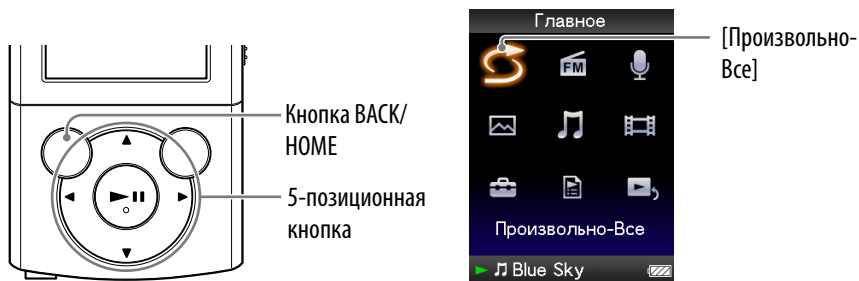 Кнопка BACK/
HOME
5-позиционная
кнопка
Главное
FM
Произвольно-Все
Blue Sky
[Произвольно-
Все]